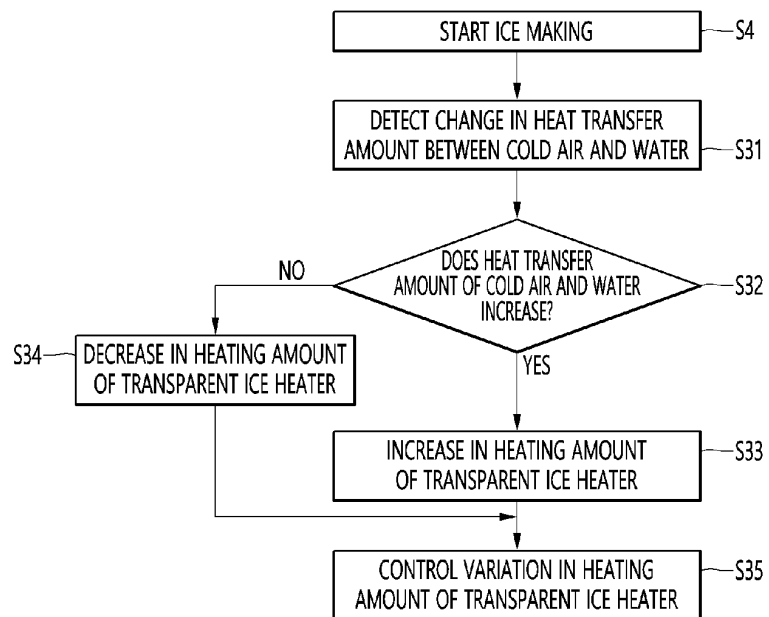 START ICE MAKING
S4
DETECT CHANGE IN HEAT TRANSFER
AMOUNT BETWEEN COLD AIR AND WATER
S31
DOES HEAT TRANSFER
AMOUNT OF COLD AIR AND WATER
INCREASE?
S32
NO
YES
S34
DECREASE IN HEATING AMOUNT
OF TRANSPARENT ICE HEATER
INCREASE IN HEATING AMOUNT
OF TRANSPARENT ICE HEATER
S33
CONTROL VARIATION IN HEATING
AMOUNT OF TRANSPARENT ICE HEATER
S35